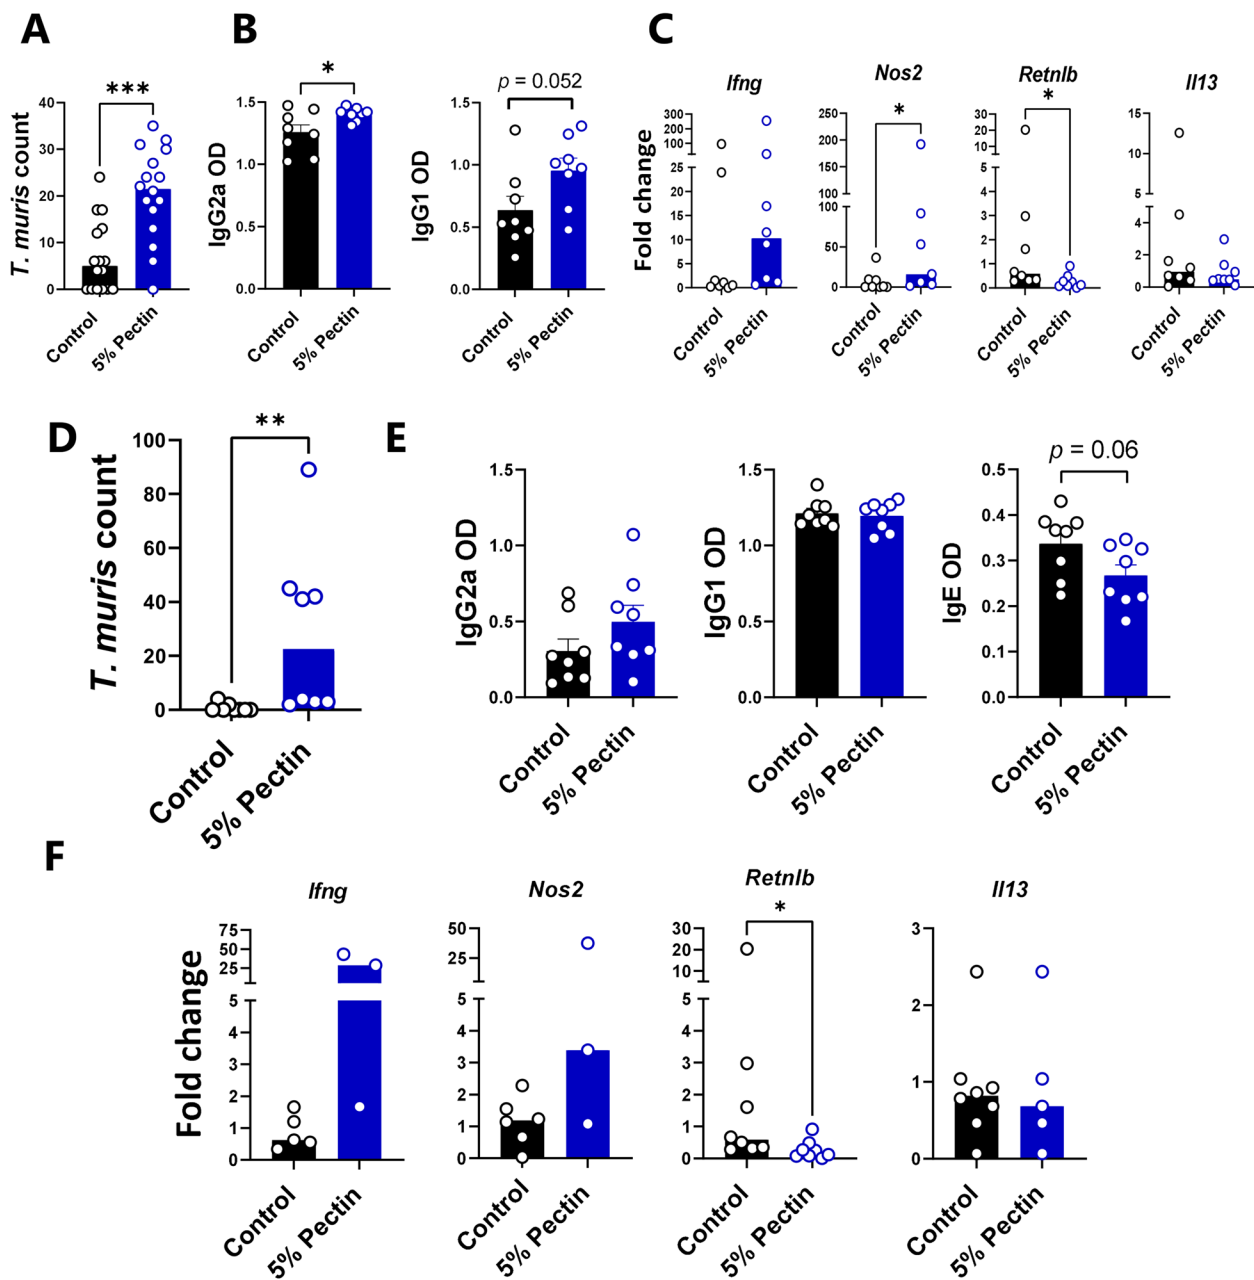 A
B
C
***
T. muris count
40
30
20
10
0
Control
5% Pectin
*
IgG2a OD
1.5
1.0
0.5
0.0
Control
5% Pectin
p = 0.052
IgG1 OD
1.5
1.0
0.5
0.0
Control
5% Pectin
Fold change
Ifng
300
200
100
25
20
15
10
5
0
Control
5% Pectin
Nos2
*
250
200
150
100
100
50
0
Control
5% Pectin
Retnlb
*
30
20
10
5
4
3
2
1
0
Control
5% Pectin
Il13
15
10
5
4
2
0
Control
5% Pectin
D
**
T. muris count
100
80
60
40
20
0
Control
5% Pectin
E
IgG2a OD
1.5
1.0
0.5
0.0
Control
5% Pectin
IgG1 OD
1.5
1.0
0.5
0.0
Control
5% Pectin
p = 0.06
IgE OD
0.5
0.4
0.3
0.2
0.1
0.0
Control
5% Pectin
F
Fold change
Ifng
75
50
25
5
4
3
2
1
0
Control
5% Pectin
Nos2
50
25
5
4
3
2
1
0
Control
5% Pectin
Retnlb
*
30
20
10
5
4
3
2
1
0
Control
5% Pectin
Il13
3
2
1
0
Control
5% Pectin